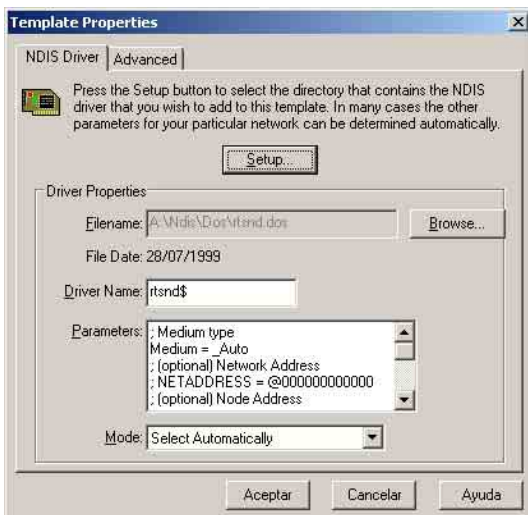 Template Properties
NDIS Driver
Advanced
Press the Setup button to select the directory that contains the NDIS
driver that you wish to add to this template. In many cases the other
parameters for your particular network can be determined automatically.
Setup...
Driver Properties
Filename: A:\Ndis\Dos\rtsnd.dos
Browse...
File Date: 28/07/1999
Driver Name: rtsnd$
Parameters: ; Medium type
Medium = _Auto
; (optional) Network Address
; NETADDRESS = @000000000000
; (optional) Node Address
Mode: Select Automatically
Aceptar
Cancelar
Ayuda